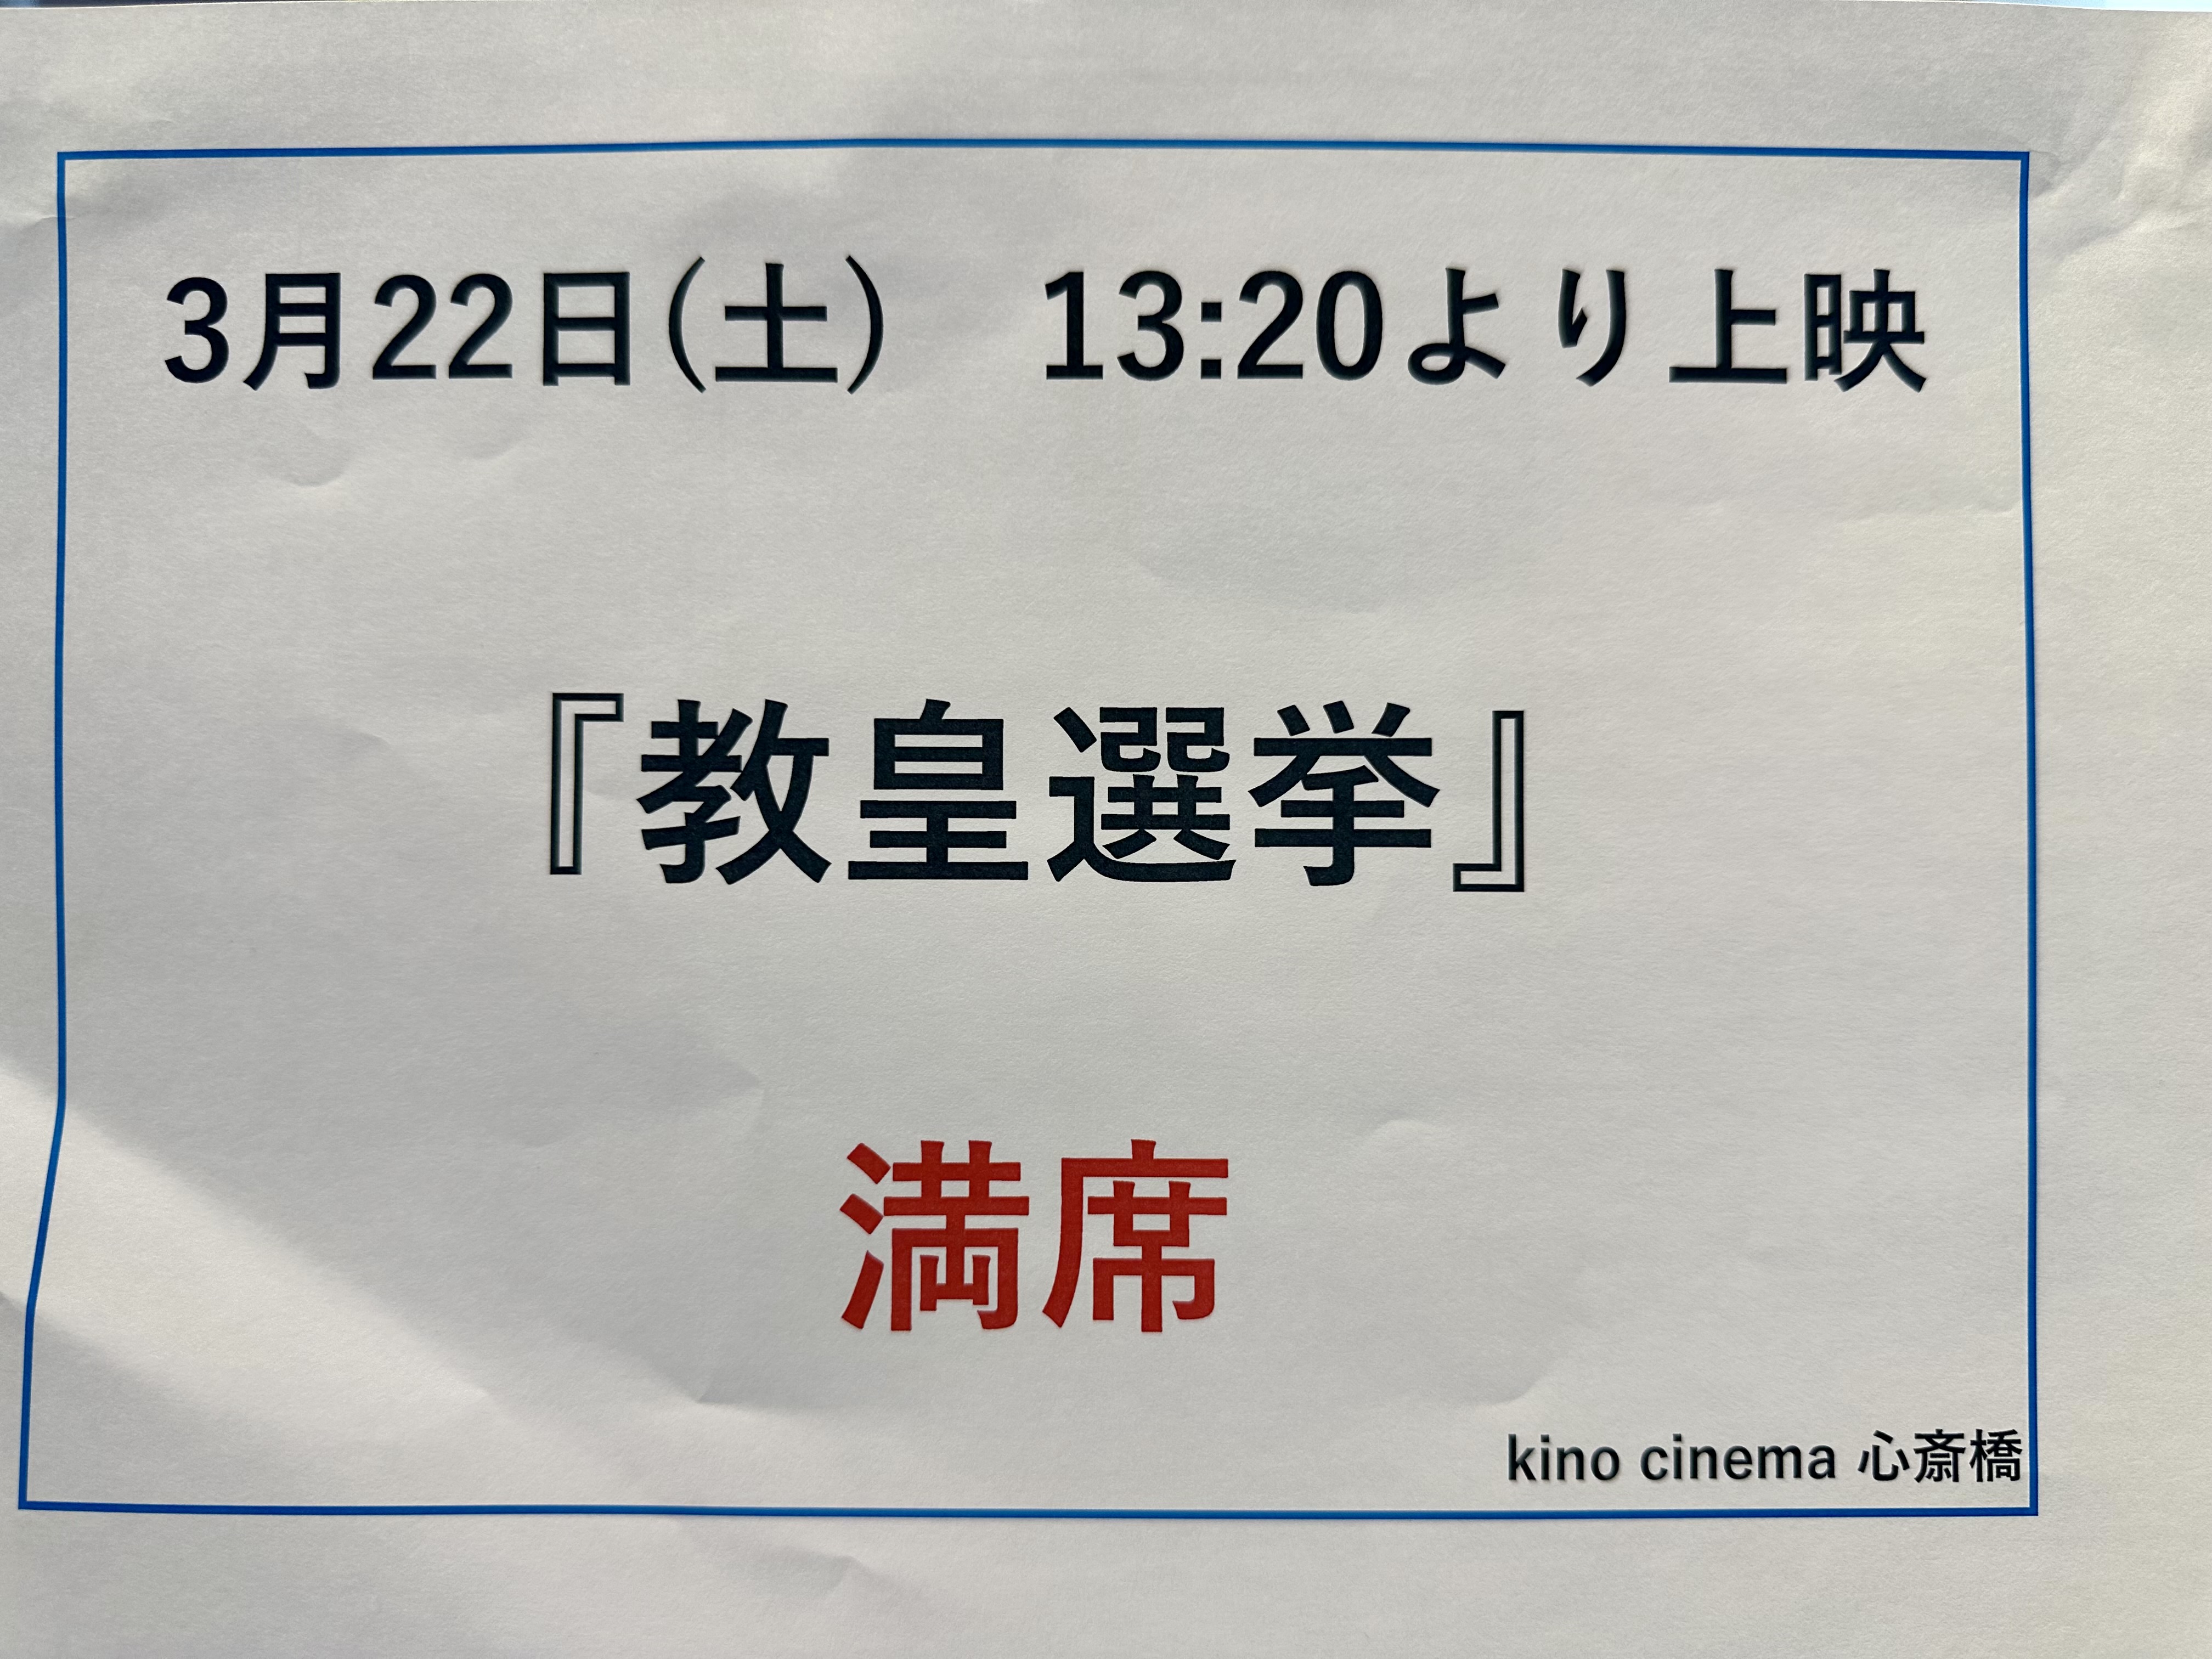 3月22日(土)　13:20より上映
『教皇選挙』
満席
kino cinema 心斎橋